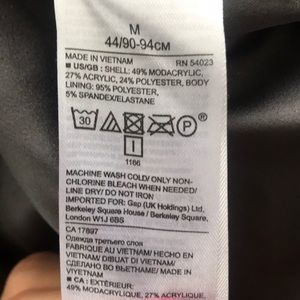 M
44/90-94CM
MADE IN VIETNAM RN 54023
■ US/GB : SHELL: 49% MODACRYLIC,
27% ACRYLIC, 24% POLYESTER, BODY
LINING: 95% POLYESTER,
5% SPANDEX/ELASTANE
30 P
I
1166
MACHINE WASH COLD/ ONLY NON-
CHLORINE BLEACH WHEN NEEDED/
LINE DRY/ DO NOT IRON
IMPORTED FOR: Gap (UK Holdings) Ltd,
Berkeley Square House / Berkeley Square,
London W1J 6BS
CA 17897
Одежда третьего слоя
FABRIQUE AU VIETNAM/ HECHO EN
VIETNAM/ DIBUAT DI VIETNAM/
СДЕЛАНО ВО ВЬЕТНАМЕ/ MADE IN
VIYETNAM
■ CA : EXTÉRIEUR:
49% MODACRYLIQUE, 27% ACRYLIQUE,